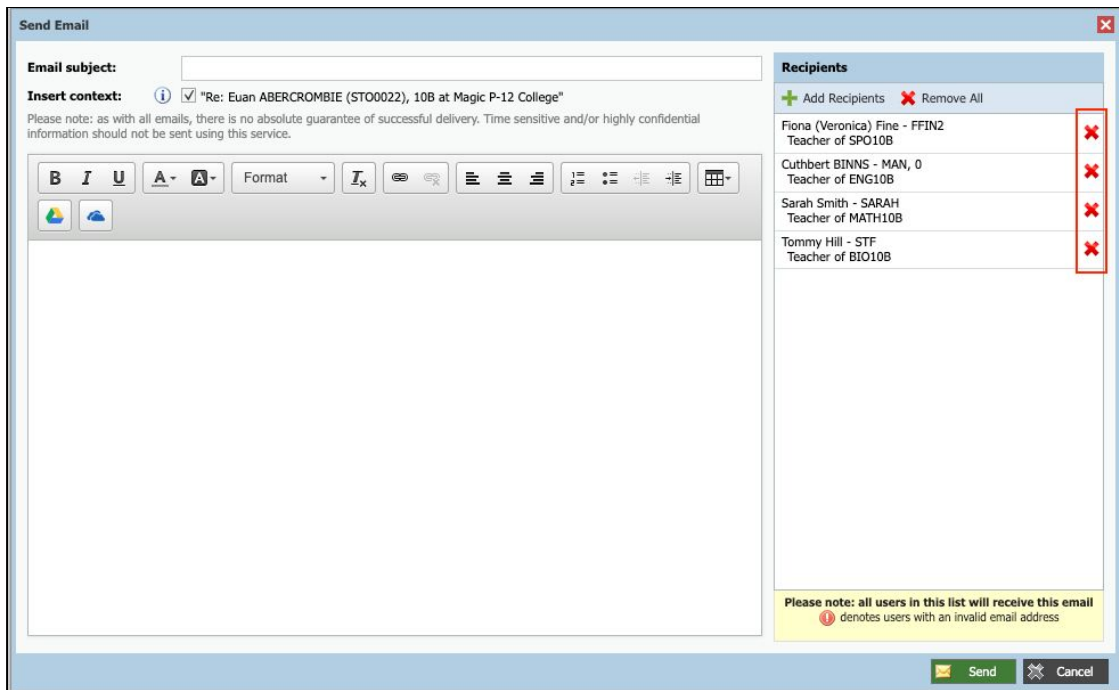 Send Email
Email subject:
Insert context: "Re: Euan ABERCROMBIE (STO0022), 10B at Magic P-12 College"
Please note: as with all emails, there is no absolute guarantee of successful delivery. Time sensitive and/or highly confidential
information should not be sent using this service.
B I U A A Format Ix
Recipients
Add Recipients Remove All
Fiona (Veronica) Fine - FFIN2
Teacher of SPO10B
Cuthbert BINNS - MAN, 0
Teacher of ENG10B
Sarah Smith - SARAH
Teacher of MATH10B
Tommy Hill - STF
Teacher of BIO10B
Please note: all users in this list will receive this email
denotes users with an invalid email address
Send Cancel